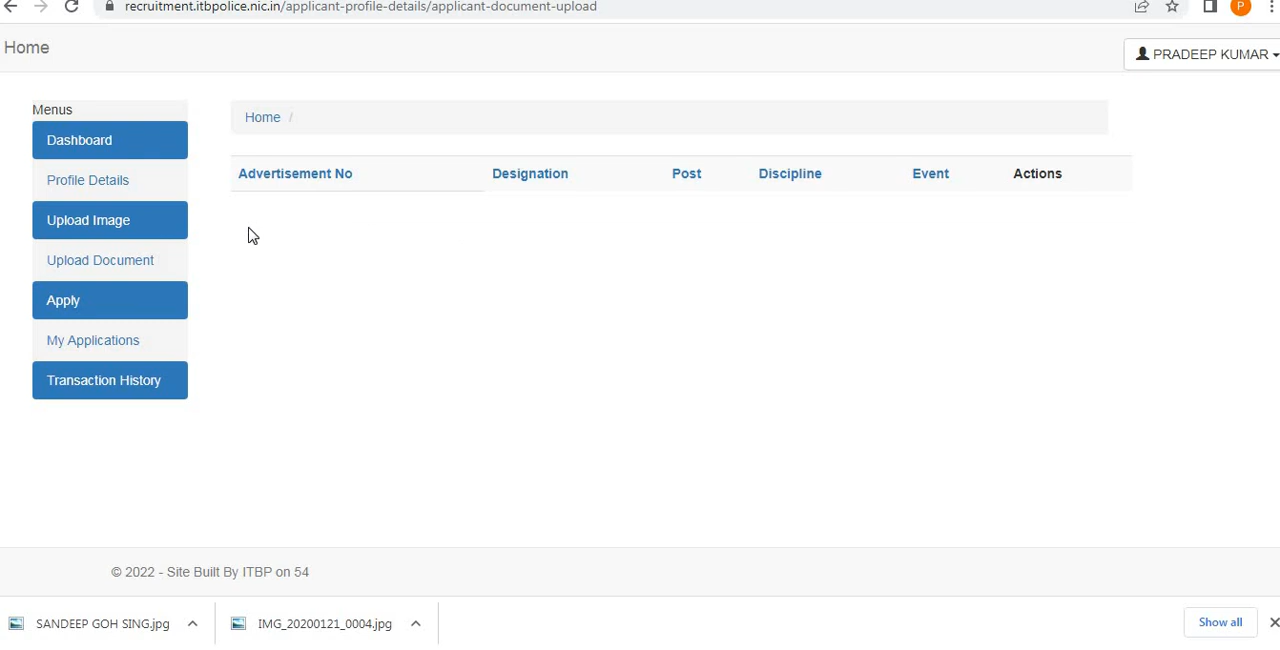 recruitment.itbpolice.nic.in/applicant-profile-details/applicant-document-upload
P
Home
PRADEEP KUMAR
Menus
Dashboard
Profile Details
Upload Image
Upload Document
Apply
My Applications
Transaction History
Home /
Advertisement No Designation Post Discipline Event Actions
© 2022 - Site Built By ITBP on 54
SANDEEP GOH SING.jpg IMG_20200121_0004.jpg Show all